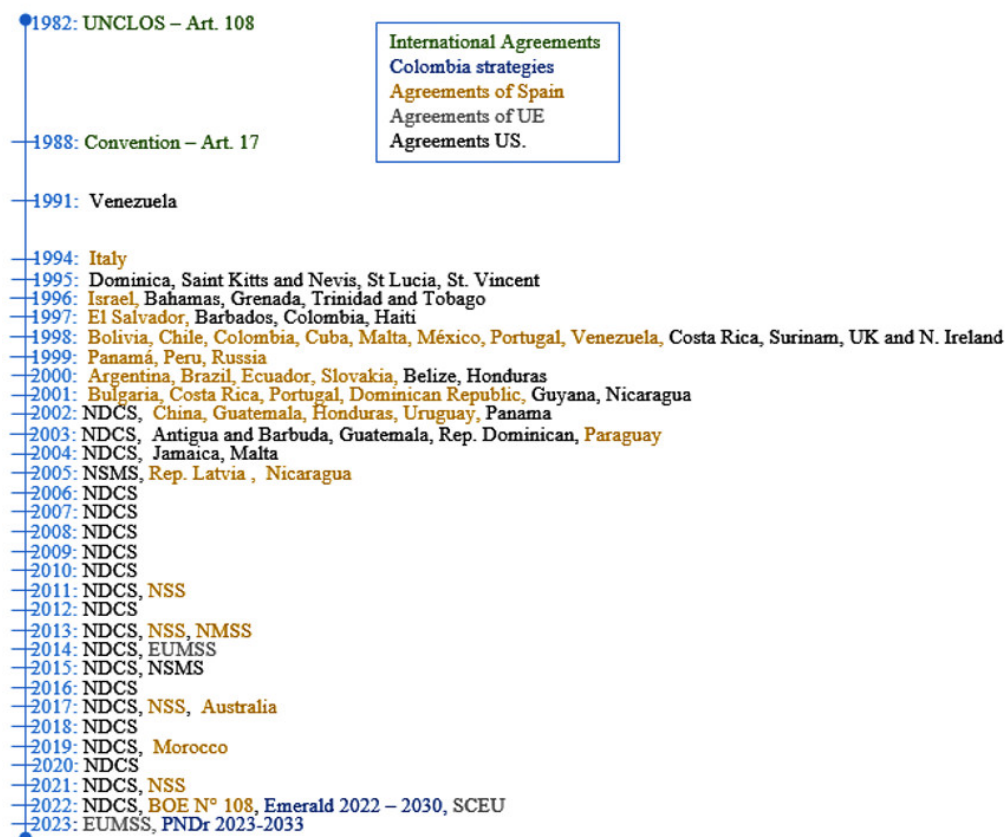 1982: UNCLOS – Art. 108
International Agreements
Colombia strategies
Agreements of Spain
Agreements of UE
Agreements US.
1988: Convention – Art. 17
1991: Venezuela
1994: Italy
1995: Dominica, Saint Kitts and Nevis, St Lucia, St. Vincent
1996: Israel, Bahamas, Grenada, Trinidad and Tobago
1997: El Salvador, Barbados, Colombia, Haiti
1998: Bolivia, Chile, Colombia, Cuba, Malta, México, Portugal, Venezuela, Costa Rica, Surinam, UK and N. Ireland
1999: Panamá, Peru, Russia
2000: Argentina, Brazil, Ecuador, Slovakia, Belize, Honduras
2001: Bulgaria, Costa Rica, Portugal, Dominican Republic, Guyana, Nicaragua
2002: NDCS, China, Guatemala, Honduras, Uruguay, Panama
2003: NDCS, Antigua and Barbuda, Guatemala, Rep. Dominican, Paraguay
2004: NDCS, Jamaica, Malta
2005: NSMS, Rep. Latvia , Nicaragua
2006: NDCS
2007: NDCS
2008: NDCS
2009: NDCS
2010: NDCS
2011: NDCS, NSS
2012: NDCS
2013: NDCS, NSS, NMSS
2014: NDCS, EUMSS
2015: NDCS, NSMS
2016: NDCS
2017: NDCS, NSS, Australia
2018: NDCS
2019: NDCS, Morocco
2020: NDCS
2021: NDCS, NSS
2022: NDCS, BOE N° 108, Emerald 2022 – 2030, SCEU
2023: EUMSS, PNDr 2023-2033